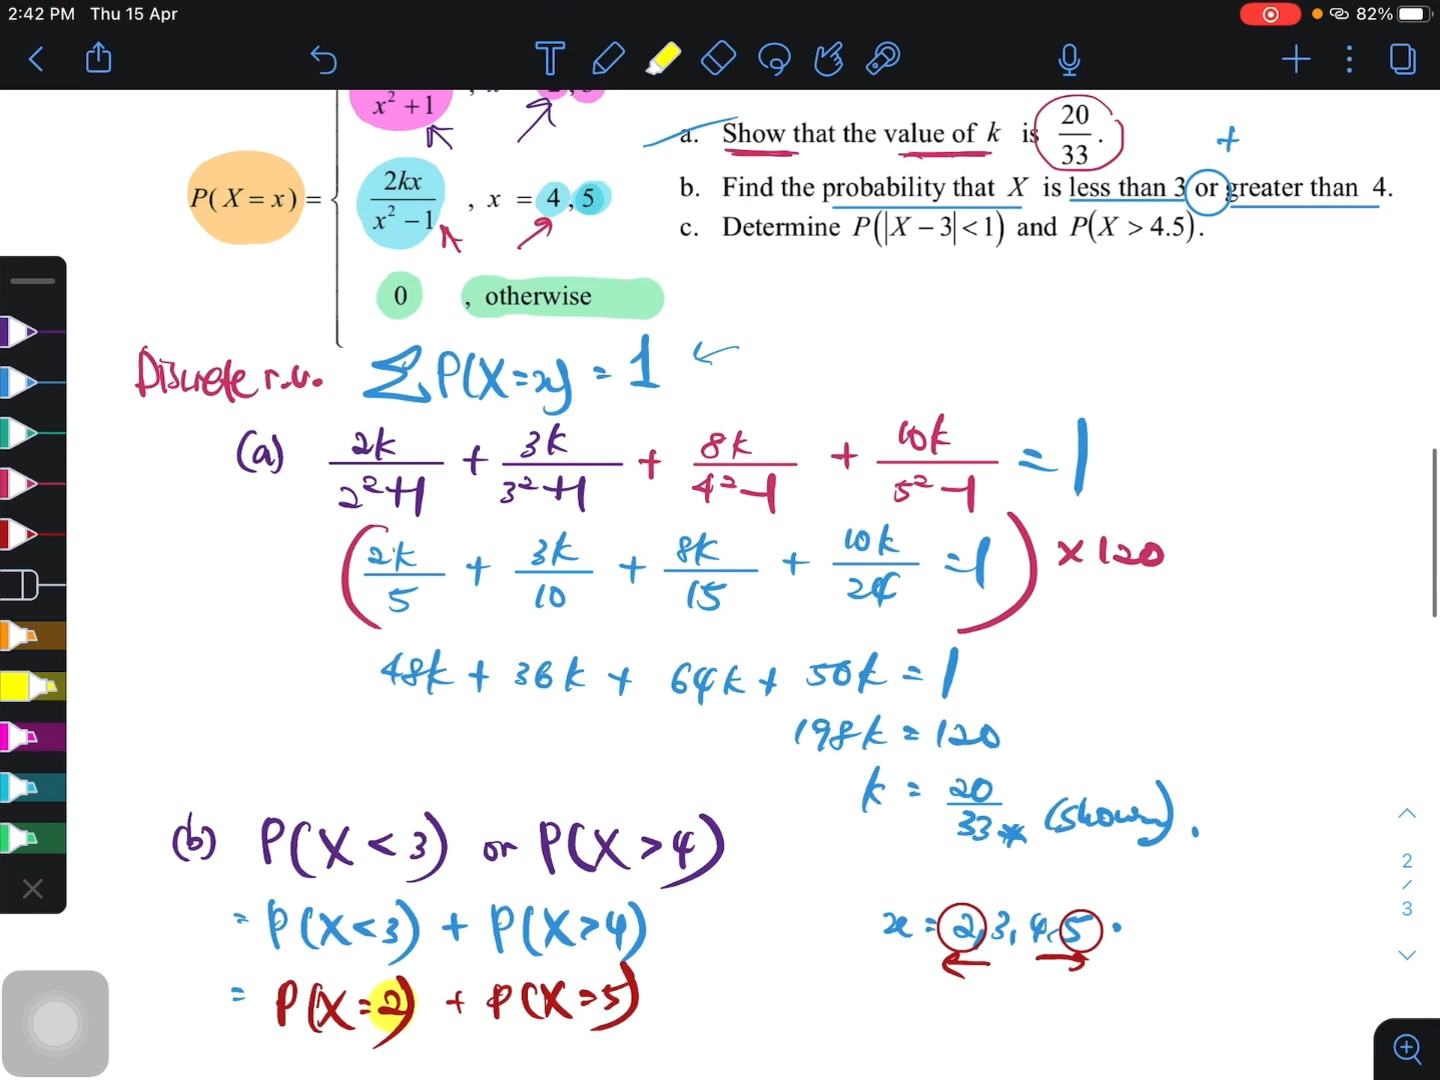 2:42 PM Thu 15 Apr
82%
x² + 1
a. Show that the value of k is 20/33.
P(X = x) =
2kx / x² − 1 , x = 4, 5
b. Find the probability that X is less than 3 or greater than 4.
+
c. Determine P(|X − 3| < 1) and P(X > 4.5).
0 , otherwise
Discrete r.v. ∑ P(X = x) = 1
(a) 2k/2²+1 + 3k/3²+1 + 8k/4²−1 + 10k/5²−1 = 1
(2k/5 + 3k/10 + 8k/15 + 10k/24 = 1) × 120
48k + 36k + 64k + 50k = 1
198k = 120
k = 20/33 * (shown).
(b) P(X < 3) or P(X > 4)
= P(X < 3) + P(X > 4)
x = 2, 3, 4, 5.
= P(X = 2) + P(X = 5)
2 / 3